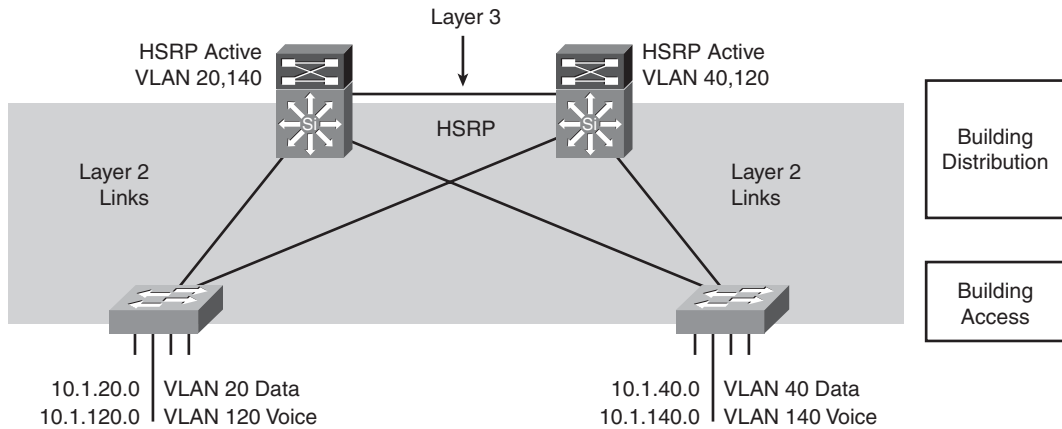 Layer 3
HSRP Active
VLAN 20,140
HSRP Active
VLAN 40,120
Si
Si
HSRP
Building
Distribution
Layer 2
Links
Layer 2
Links
Building
Access
10.1.20.0 VLAN 20 Data
10.1.120.0 VLAN 120 Voice
10.1.40.0 VLAN 40 Data
10.1.140.0 VLAN 140 Voice